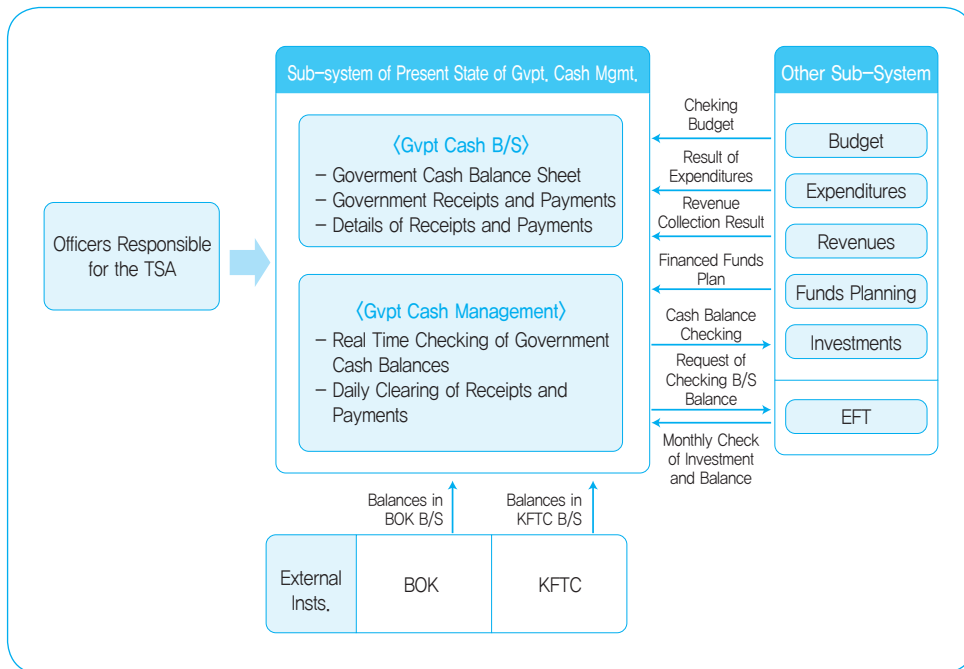 Sub-system of Present State of Gvpt. Cash Mgmt.
Other Sub-System
Officers Responsible
for the TSA
〈Gvpt Cash B/S〉
- Goverment Cash Balance Sheet
- Government Receipts and Payments
- Details of Receipts and Payments
〈Gvpt Cash Management〉
- Real Time Checking of Government
Cash Balances
- Daily Clearing of Receipts and
Payments
Cheking
Budget
Result of
Expenditures
Revenue
Collection Result
Financed Funds
Plan
Cash Balance
Checking
Request of
Checking B/S
Balance
Monthly Check
of Investment
and Balance
Budget
Expenditures
Revenues
Funds Planning
Investments
EFT
Balances in
BOK B/S
Balances in
KFTC B/S
External
Insts.
BOK
KFTC